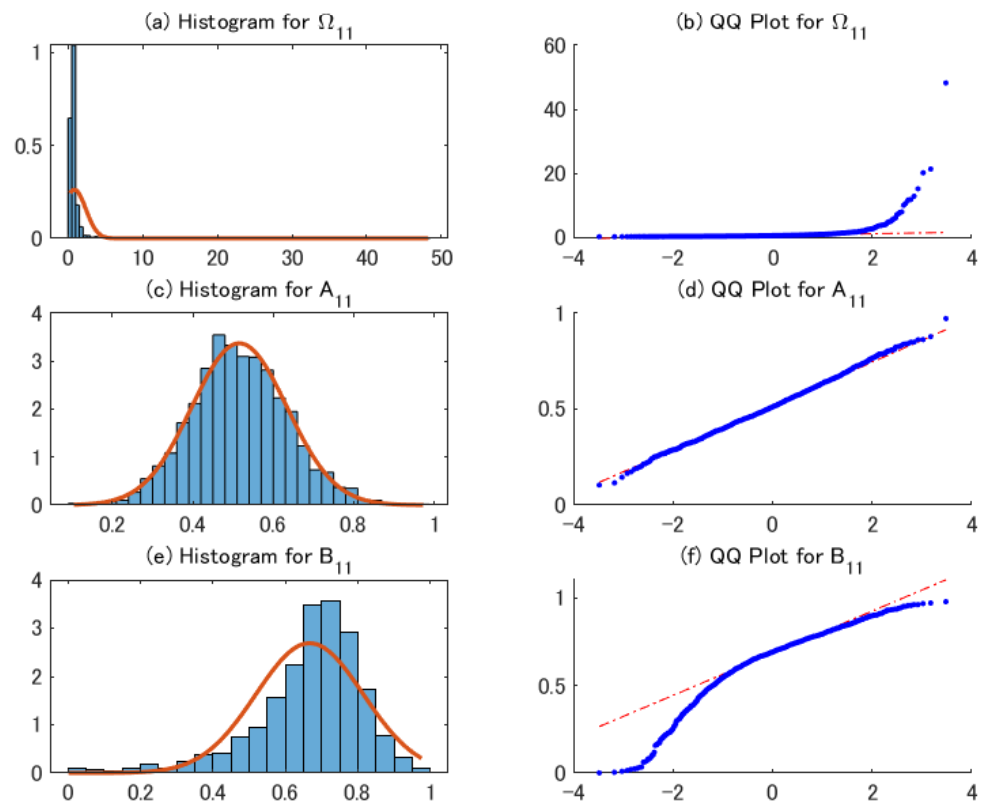 (a) Histogram for Ω11
1
0.5
0
0 10 20 30 40 50
(b) QQ Plot for Ω11
60
40
20
0
-4 -2 0 2 4
(c) Histogram for A11
4
3
2
1
0
0.2 0.4 0.6 0.8 1
(d) QQ Plot for A11
1
0.5
0
-4 -2 0 2 4
(e) Histogram for B11
4
3
2
1
0
0 0.2 0.4 0.6 0.8 1
(f) QQ Plot for B11
1
0.5
0
-4 -2 0 2 4